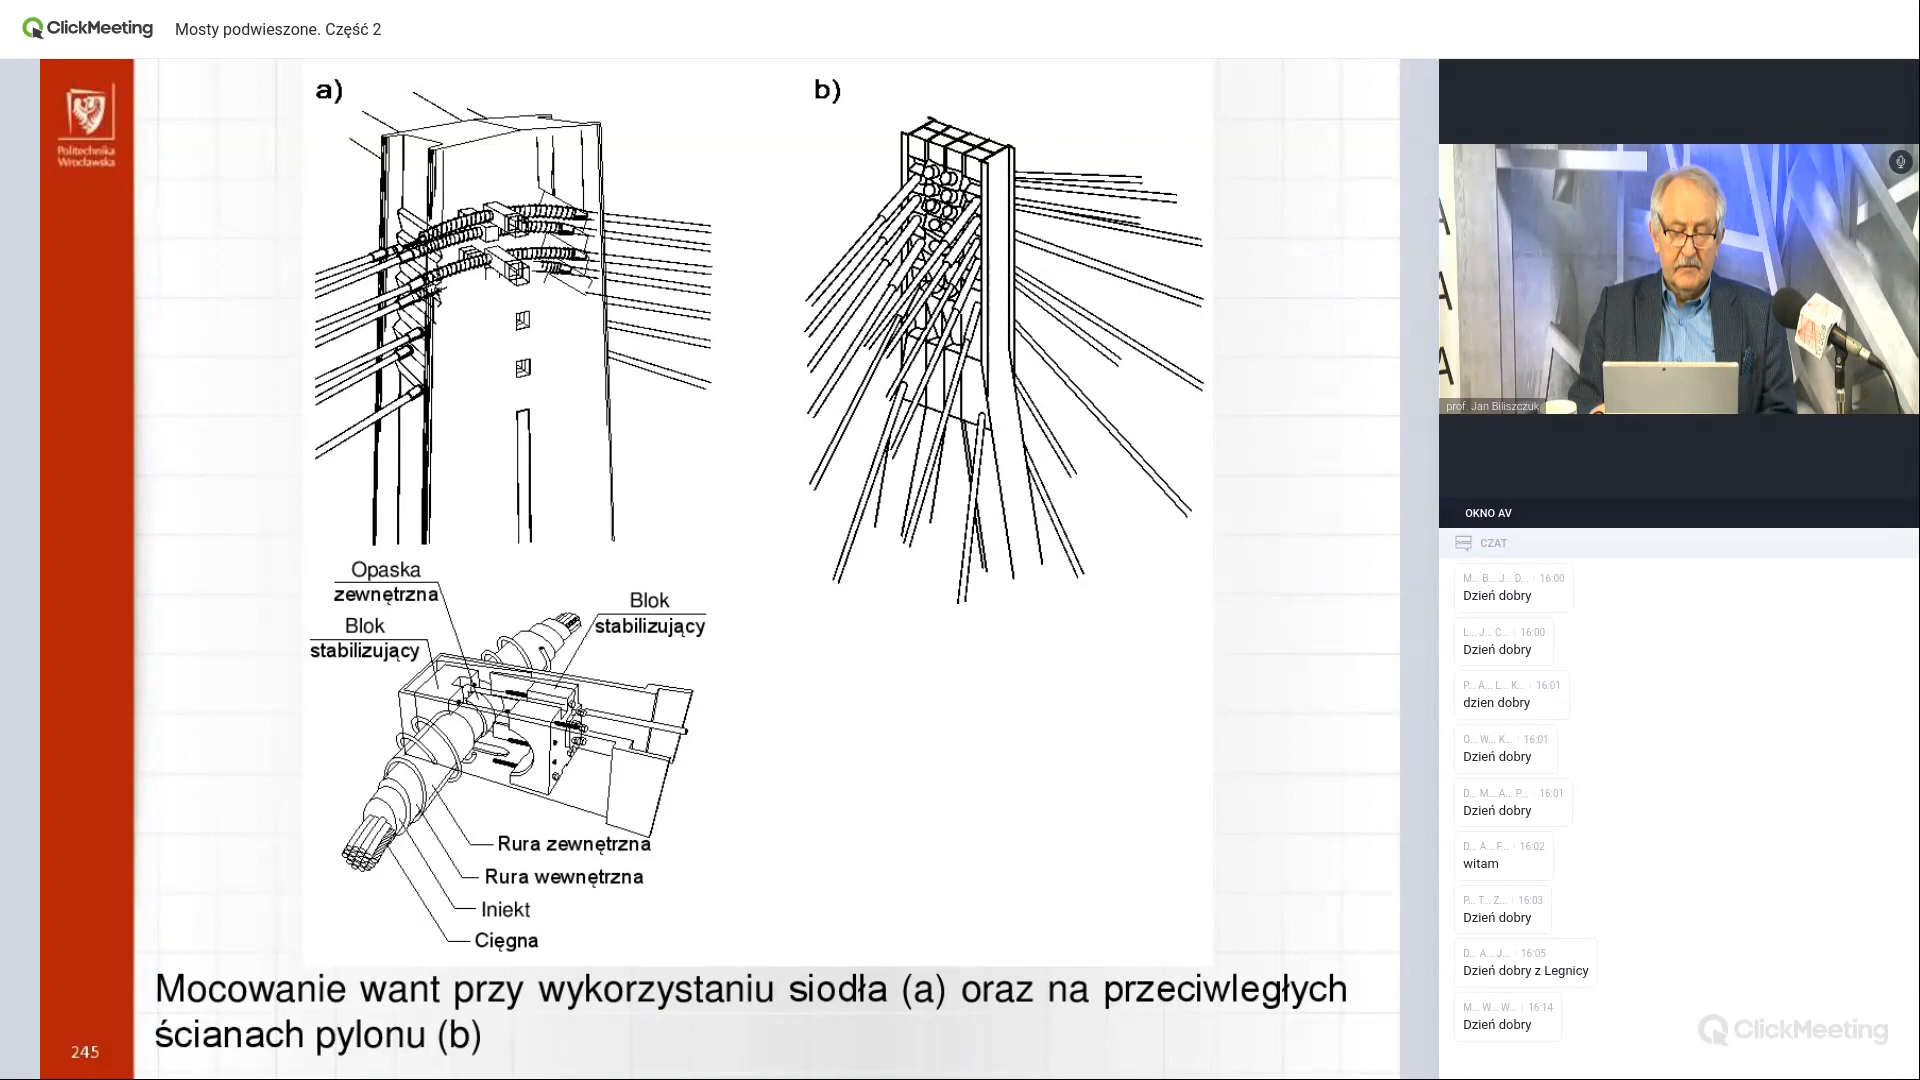 ClickMeeting
Mosty podwieszone. Część 2
Politechnika
Wrocławska
a)
b)
Opaska
zewnętrzna
Blok
stabilizujący
Blok
stabilizujący
Rura zewnętrzna
Rura wewnętrzna
Iniekt
Cięgna
Mocowanie want przy wykorzystaniu siodła (a) oraz na przeciwległych
ścianach pylonu (b)
245
prof. Jan Biliszczuk
OKNO AV
CZAT
M... B... J... D... 16:00
Dzień dobry
L... J... C... 16:00
Dzień dobry
P... A... L... K... 16:01
dzien dobry
O... W... K... 16:01
Dzień dobry
D... M... A... P... 16:01
Dzień dobry
D... A... F... 16:02
witam
P... T... Z... 16:03
Dzień dobry
D... A... J... 16:05
Dzień dobry z Legnicy
M... W... W... 16:14
Dzień dobry
ClickMeeting